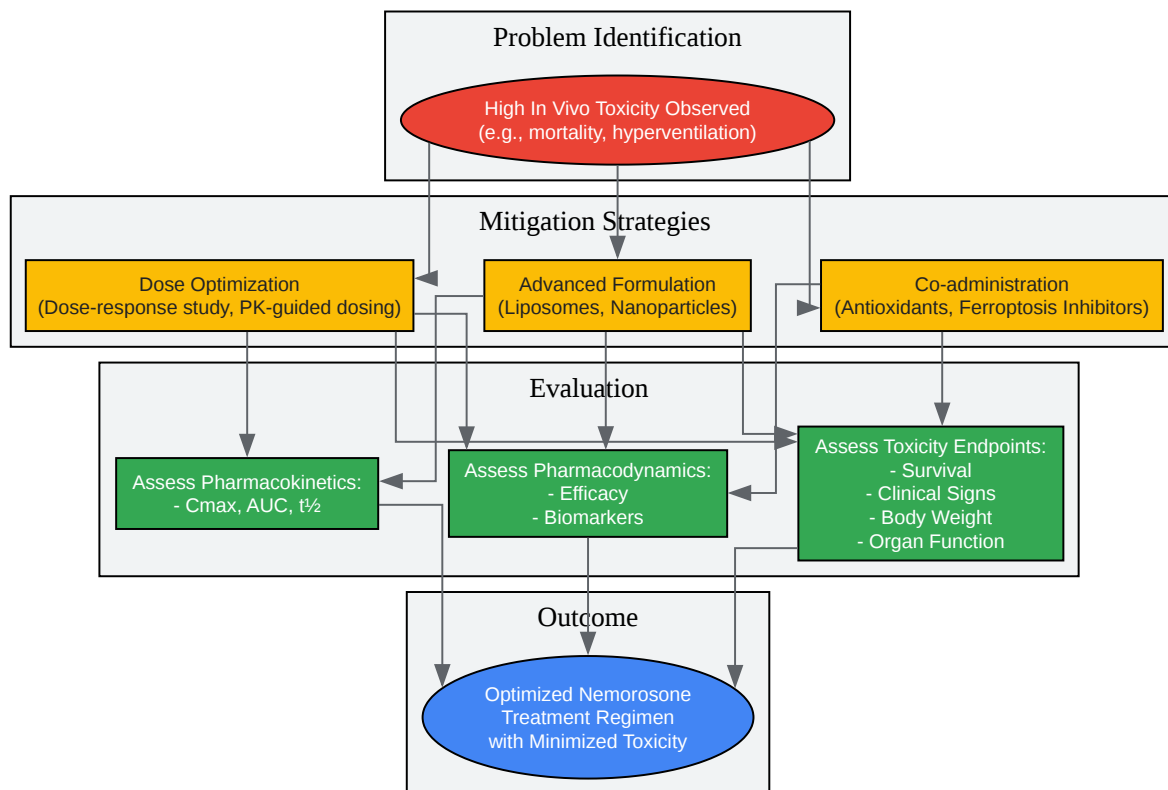 Problem Identification
High In Vivo Toxicity Observed
(e.g., mortality, hyperventilation)
Mitigation Strategies
Dose Optimization
(Dose-response study, PK-guided dosing)
Advanced Formulation
(Liposomes, Nanoparticles)
Co-administration
(Antioxidants, Ferroptosis Inhibitors)
Evaluation
Assess Pharmacokinetics:
- Cmax, AUC, t½
Assess Pharmacodynamics:
- Efficacy
- Biomarkers
Assess Toxicity Endpoints:
- Survival
- Clinical Signs
- Body Weight
- Organ Function
Outcome
Optimized Nemorosone
Treatment Regimen
with Minimized Toxicity